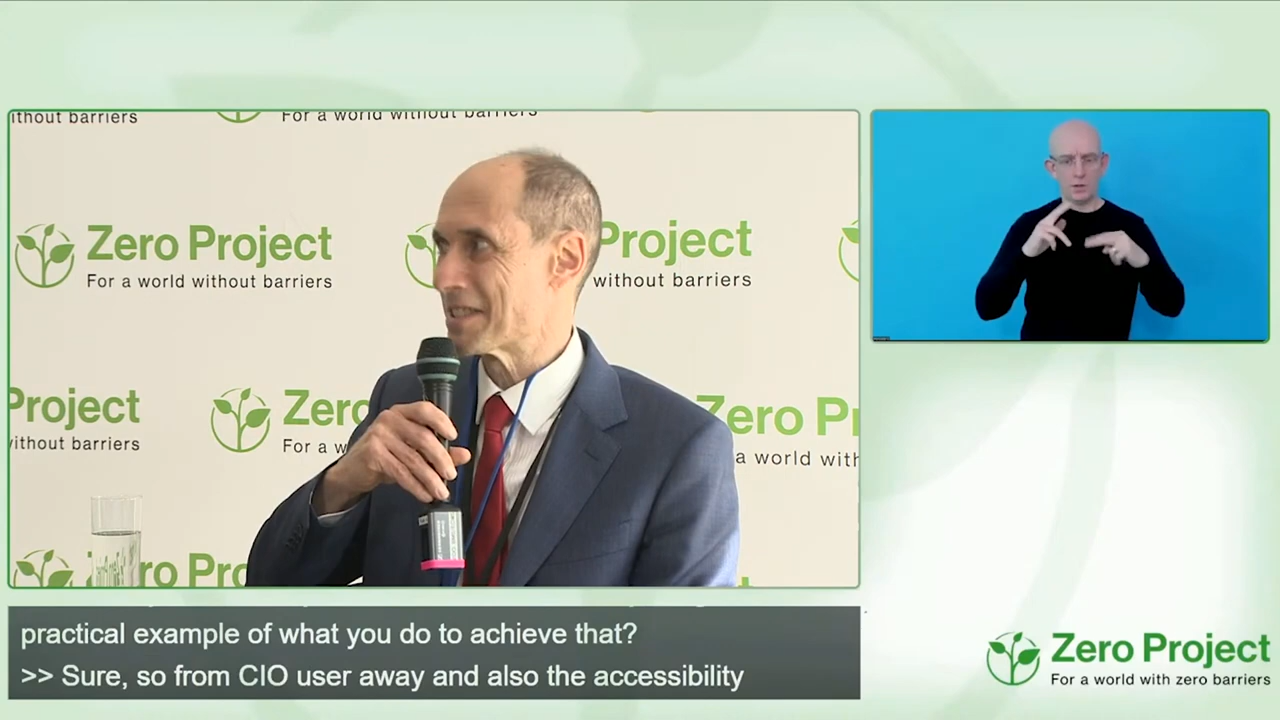 ithout barriers
For a world without barriers
Zero Project
For a world without barriers
Project
without barriers
Project
without barriers
Zero
For a w
Zero Pr
a world with
ro Pro
practical example of what you do to achieve that?
>> Sure, so from CIO user away and also the accessibility
Zero Project
For a world with zero barriers